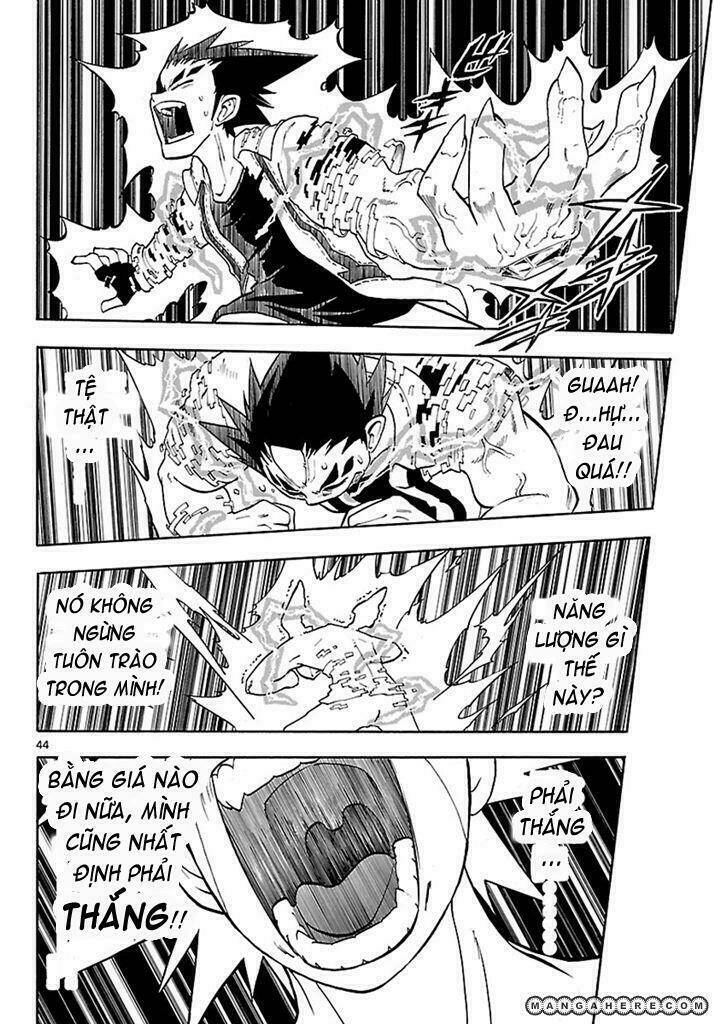 GUAAH!
Đ...HỰ...
ĐAU
QUÁ!!
TỆ
THẬT
...
NĂNG
LƯỢNG GÌ
THẾ
NÀY?
NÓ KHÔNG
NGỪNG
TUÔN TRÀO
TRONG MÌNH!
44
PHẢI
THẮNG
...
BẰNG GIÁ NÀO
ĐI NỮA, MÌNH
CŨNG NHẤT
ĐỊNH PHẢI
THẮNG!!
MANGAHERE.COM